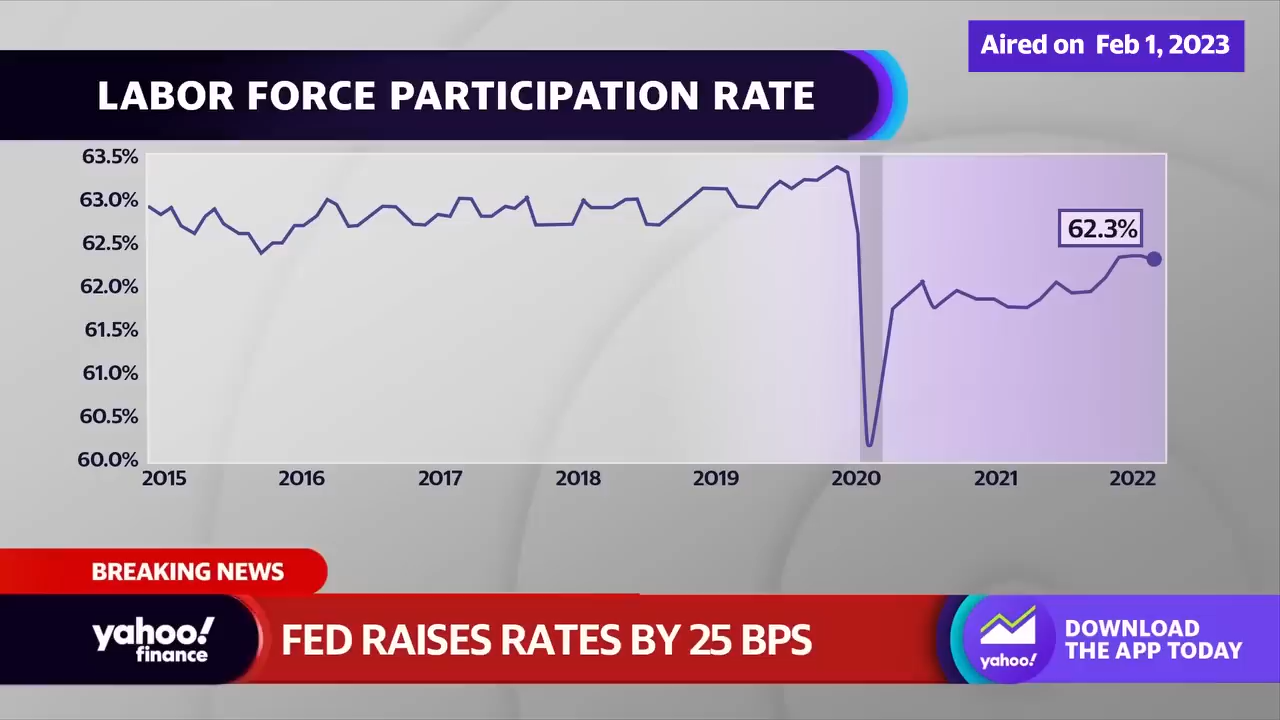 Aired on Feb 1, 2023
LABOR FORCE PARTICIPATION RATE
63.5%
63.0%
62.5%
62.0%
61.5%
61.0%
60.5%
60.0%
62.3%
2015 2016 2017 2018 2019 2020 2021 2022
BREAKING NEWS
yahoo!
finance
FED RAISES RATES BY 25 BPS
yahoo!
DOWNLOAD
THE APP TODAY